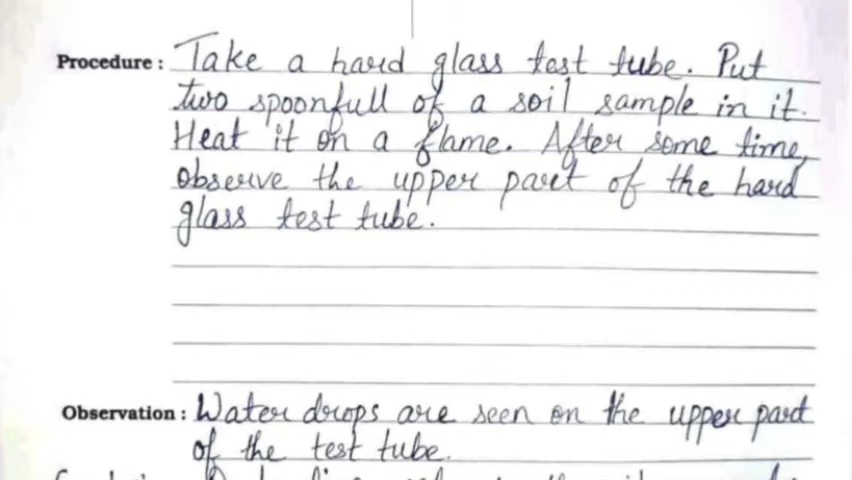 Procedure : Take a hard glass test tube. Put
two spoonfull of a soil sample in it.
Heat it on a flame. After some time,
observe the upper part of the hard
glass test tube.
Observation : Water drops are seen on the upper part
of the test tube.